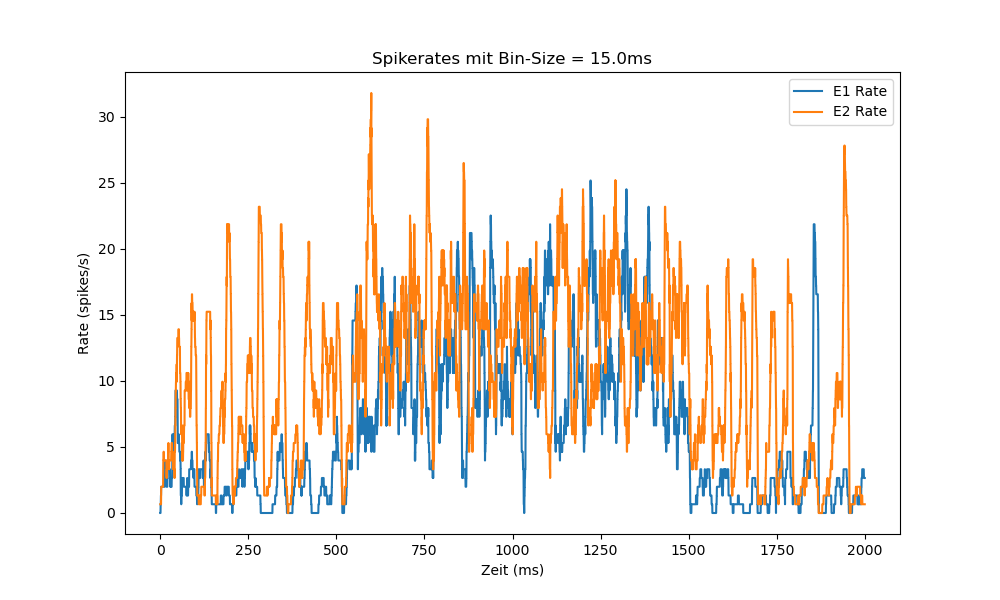 Spikerates mit Bin-Size = 15.0ms
E1 Rate
E2 Rate
30
25
20
15
10
5
0
Rate (spikes/s)
0 250 500 750 1000 1250 1500 1750 2000
Zeit (ms)